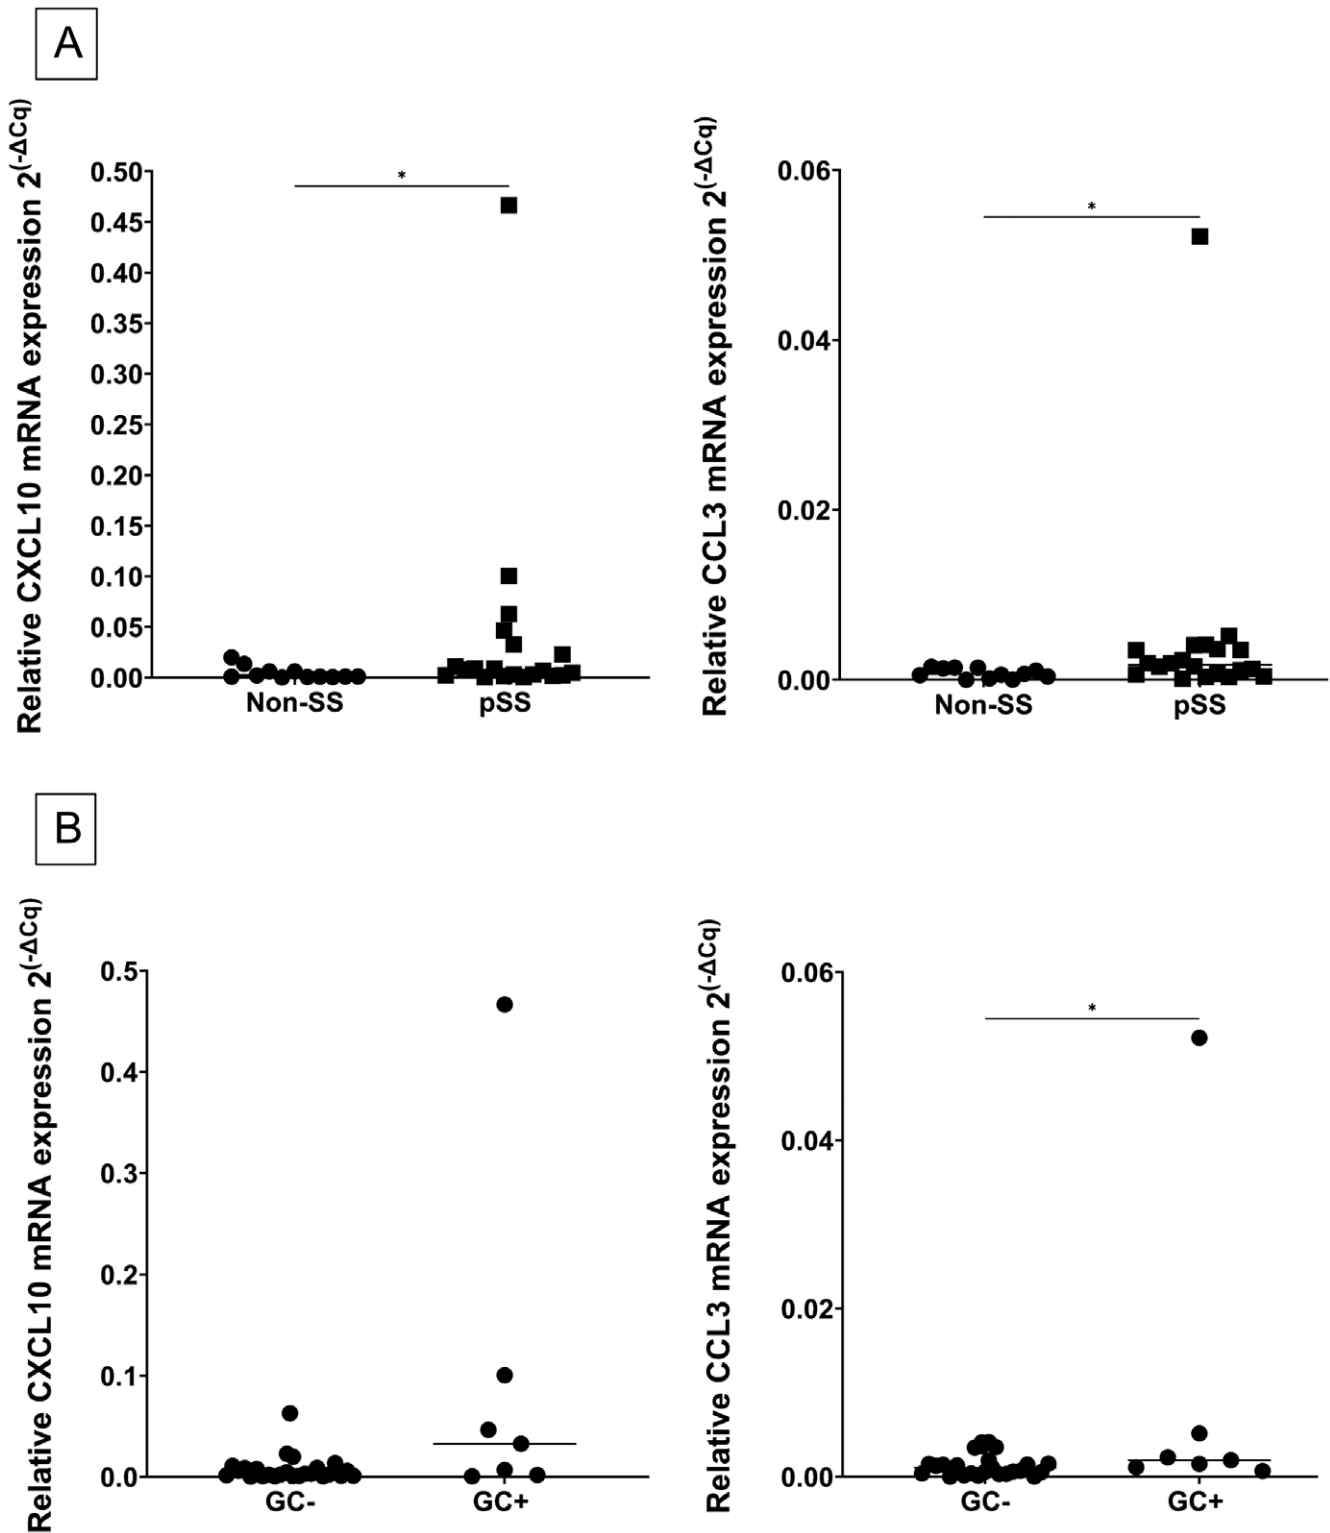 A
Relative CXCL10 mRNA expression 2(-ΔCq)
0.50
0.45
0.40
0.35
0.30
0.25
0.20
0.15
0.10
0.05
0.00
*
Non-SS
pSS
Relative CCL3 mRNA expression 2(-ΔCq)
0.06
0.04
0.02
0.00
*
Non-SS
pSS
B
Relative CXCL10 mRNA expression 2(-ΔCq)
0.5
0.4
0.3
0.2
0.1
0.0
GC-
GC+
Relative CCL3 mRNA expression 2(-ΔCq)
0.06
0.04
0.02
0.00
*
GC-
GC+